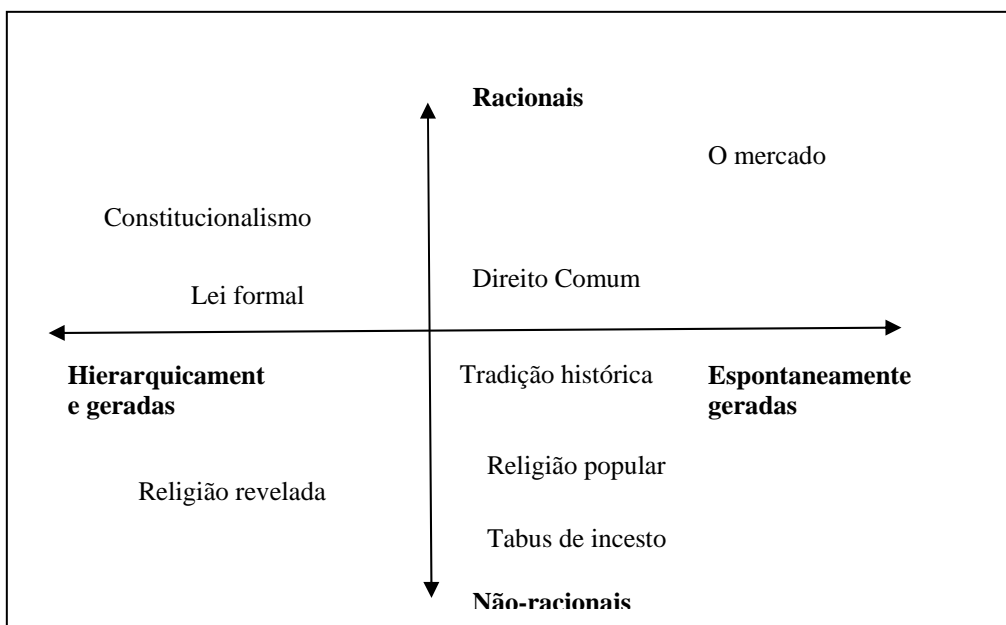 Racionais
O mercado
Constitucionalismo
Direito Comum
Lei formal
Hierarquicament
e geradas
Tradição histórica
Espontaneamente
geradas
Religião popular
Religião revelada
Tabus de incesto
Não-racionais